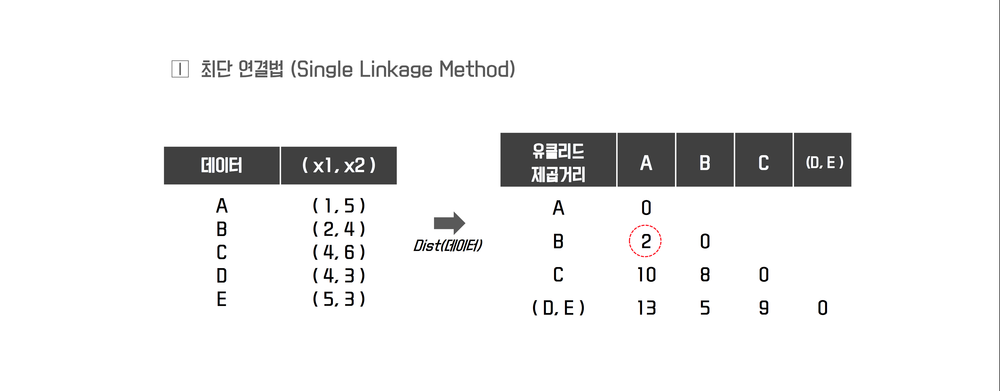 1 최단 연결법 (Single Linkage Method)
데이터 ( x1, x2 )
A ( 1, 5 )
B ( 2, 4 )
C ( 4, 6 )
D ( 4, 3 )
E ( 5, 3 )
Dist(데이터)
유클리드
제곱거리 A B C (D, E )
A 0
B 2 0
C 10 8 0
( D, E ) 13 5 9 0